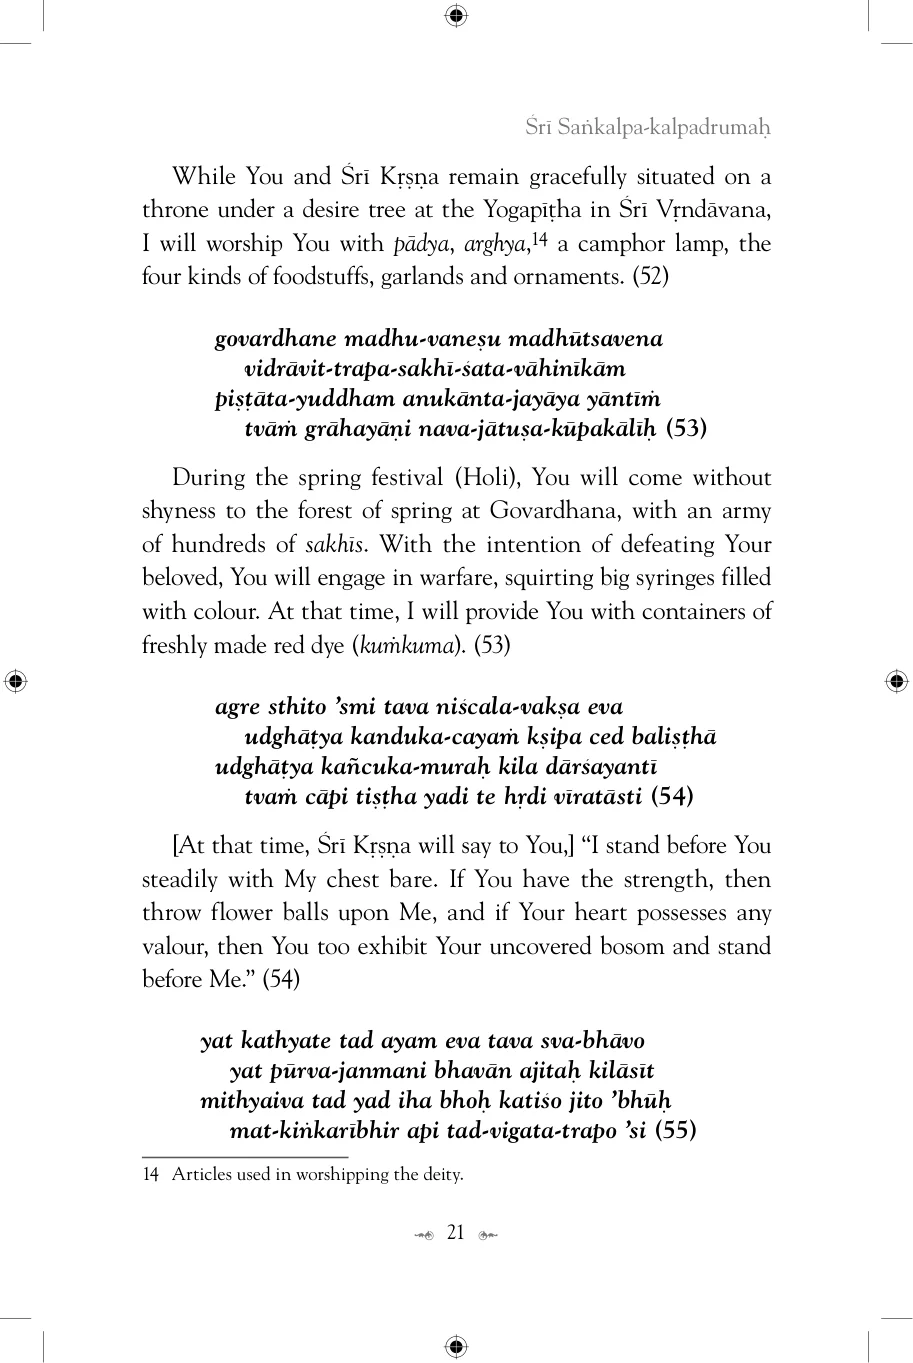 Śrī Saṅkalpa-kalpadrumaḥ
While You and Śrī Kṛṣṇa remain gracefully situated on a
throne under a desire tree at the Yogapīṭha in Śrī Vṛndāvana,
I will worship You with pādya, arghya,14 a camphor lamp, the
four kinds of foodstuffs, garlands and ornaments. (52)
govardhane madhu-vaneṣu madhūtsavena
vidrāvit-trapa-sakhī-śata-vāhinīkām
piṣṭāta-yuddham anukānta-jayāya yāntīṁ
tvāṁ grāhayāṇi nava-jātuṣa-kūpakālīḥ (53)
During the spring festival (Holi), You will come without
shyness to the forest of spring at Govardhana, with an army
of hundreds of sakhīs. With the intention of defeating Your
beloved, You will engage in warfare, squirting big syringes filled
with colour. At that time, I will provide You with containers of
freshly made red dye (kuṁkuma). (53)
agre sthito ’smi tava niścala-vakṣa eva
udghāṭya kanduka-cayaṁ kṣipa ced baliṣṭhā
udghāṭya kañcuka-muraḥ kila dārśayantī
tvaṁ cāpi tiṣṭha yadi te hṛdi vīratāsti (54)
[At that time, Śrī Kṛṣṇa will say to You,] “I stand before You
steadily with My chest bare. If You have the strength, then
throw flower balls upon Me, and if Your heart possesses any
valour, then You too exhibit Your uncovered bosom and stand
before Me.” (54)
yat kathyate tad ayam eva tava sva-bhāvo
yat pūrva-janmani bhavān ajitaḥ kilāsīt
mithyaiva tad yad iha bhoḥ katiśo jito ’bhūḥ
mat-kiṅkarībhir api tad-vigata-trapo ’si (55)
14 Articles used in worshipping the deity.
21